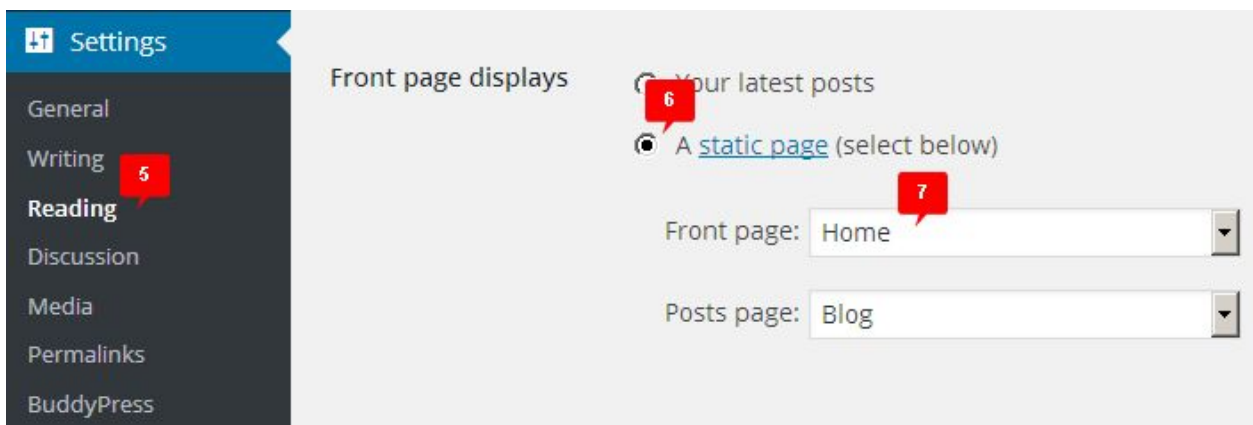 Settings
General
Writing
5
Reading
Discussion
Media
Permalinks
BuddyPress
Front page displays
Your latest posts
6
A static page (select below)
7
Front page: Home
Posts page: Blog